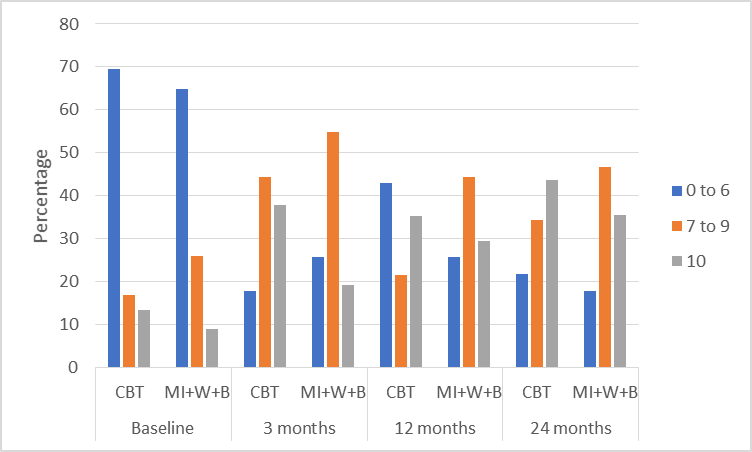 80
70
60
50
40
30
20
10
0
Percentage
CBT MI+W+B CBT MI+W+B CBT MI+W+B CBT MI+W+B
Baseline 3 months 12 months 24 months
0 to 6
7 to 9
10